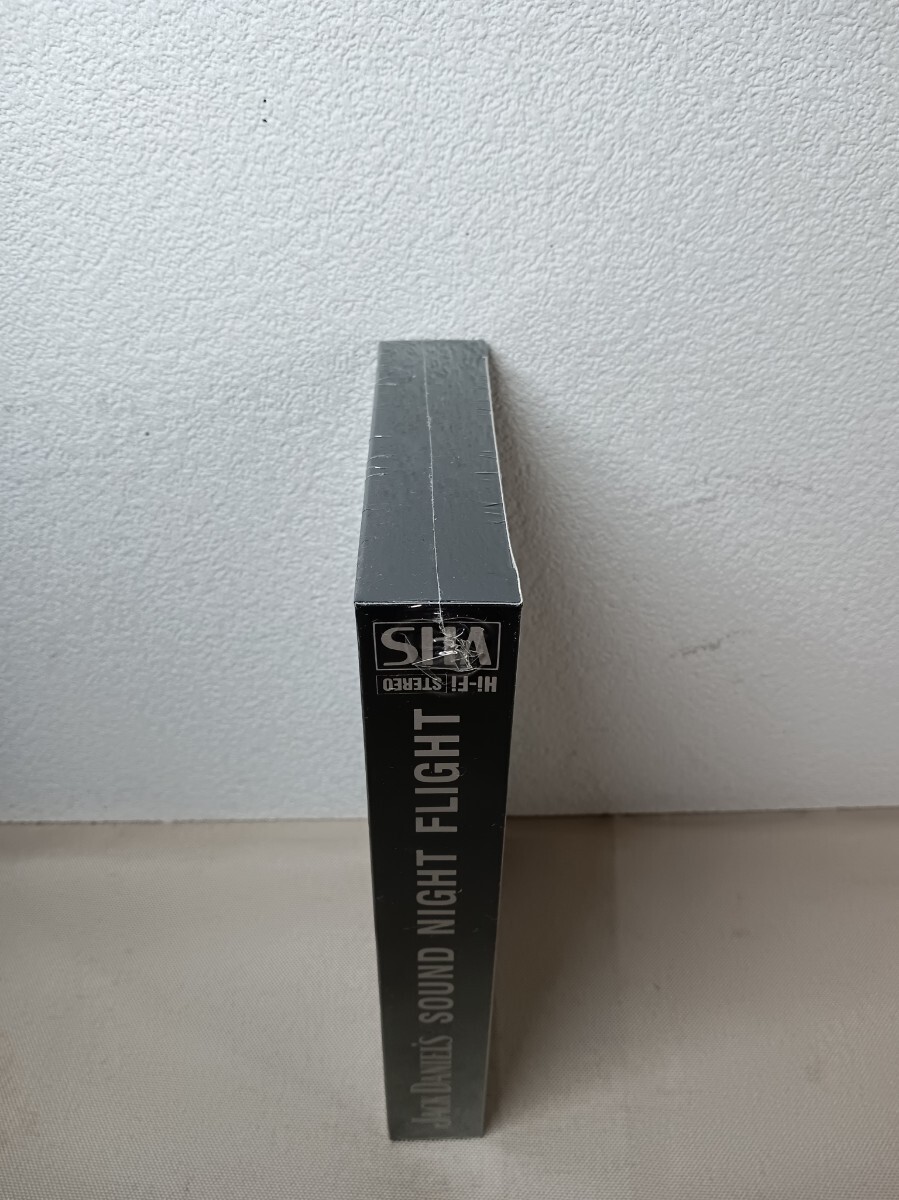 VHS
Hi-Fi STEREO
JACK DANIEL'S SOUND NIGHT FLIGHT